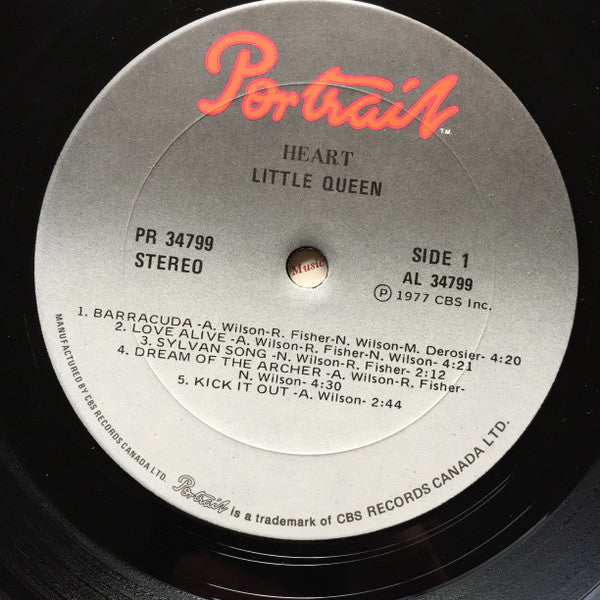 Portrait
T.M.
HEART
LITTLE QUEEN
PR 34799
STEREO
SIDE 1
AL 34799
Ⓟ 1977 CBS Inc.
Music
1. BARRACUDA -A. Wilson-R. Fisher-N. Wilson-M. Derosier- 4:20
2. LOVE ALIVE -A. Wilson-R. Fisher-N. Wilson- 4:21
3. SYLVAN SONG -N. Wilson-R. Fisher- 2:12
4. DREAM OF THE ARCHER -A. Wilson-R. Fisher-
N. Wilson- 4:30
5. KICK IT OUT -A. Wilson- 2:44
MANUFACTURED BY CBS RECORDS CANADA LTD.
Portrait is a trademark of CBS RECORDS CANADA LTD.